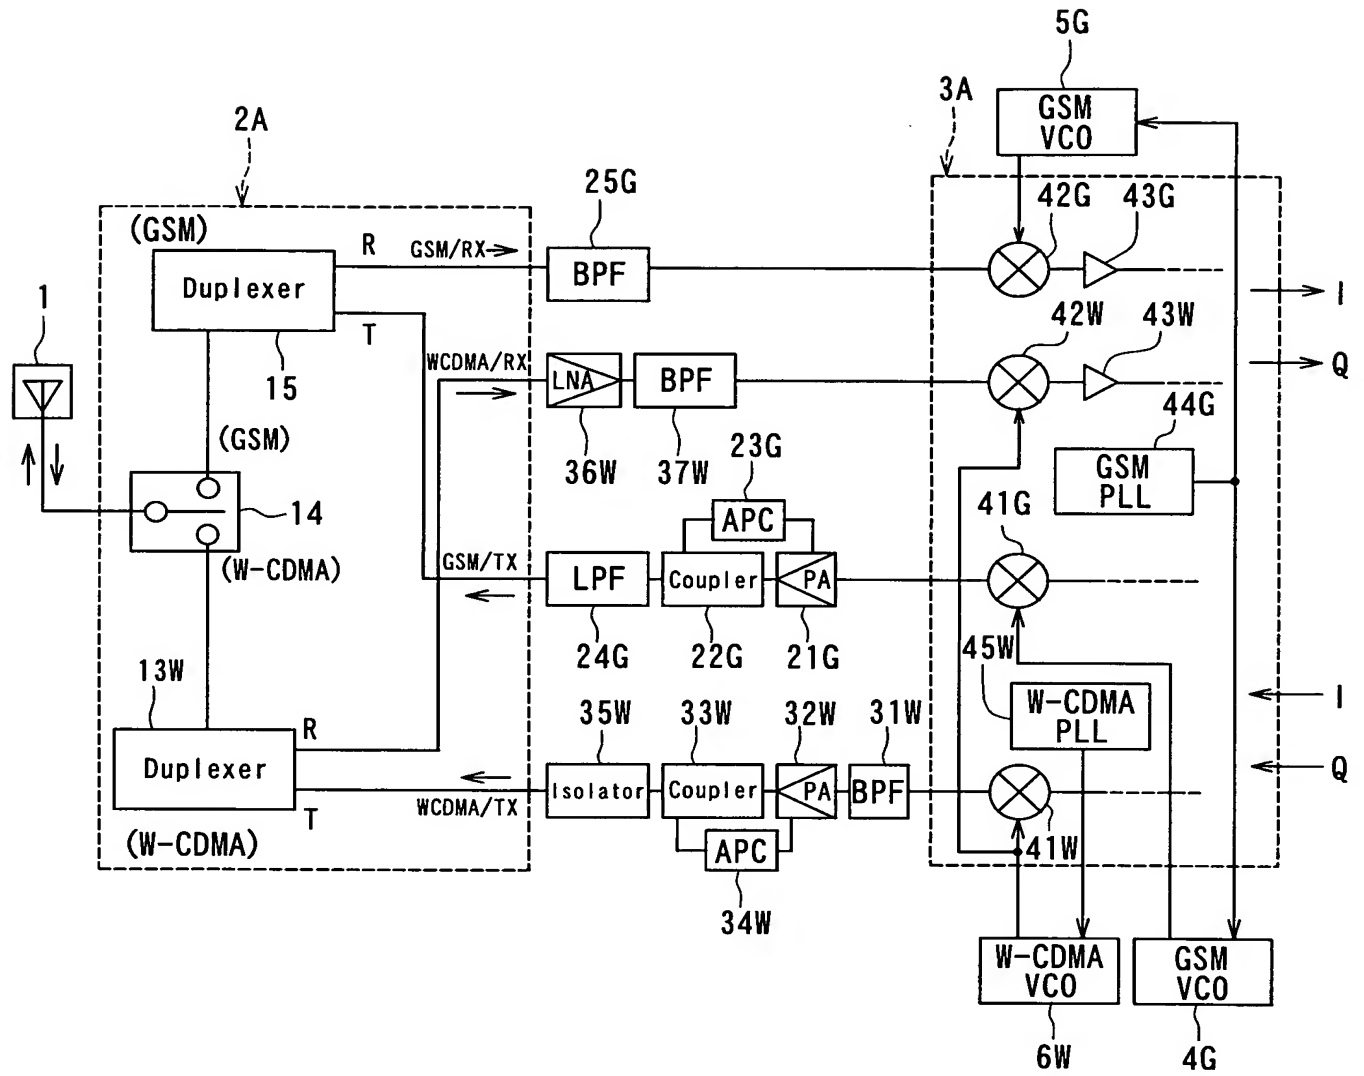 5G
3A
GSM
VCO
2A
25G
42G
43G
(GSM)
R
GSM/RX
BPF
Duplexer
T
I
1
15
WCDMA/RX
42W
43W
Q
LNA
BPF
44G
(GSM)
36W
37W
23G
GSM
PLL
14
APC
41G
(W-CDMA)
GSM/TX
LPF
Coupler
PA
24G
22G
21G
45W
13W
35W
33W
32W
31W
W-CDMA
PLL
I
R
Duplexer
T
WCDMA/TX
Isolator
Coupler
PA
BPF
Q
(W-CDMA)
APC
41W
34W
W-CDMA
VCO
GSM
VCO
6W
4G